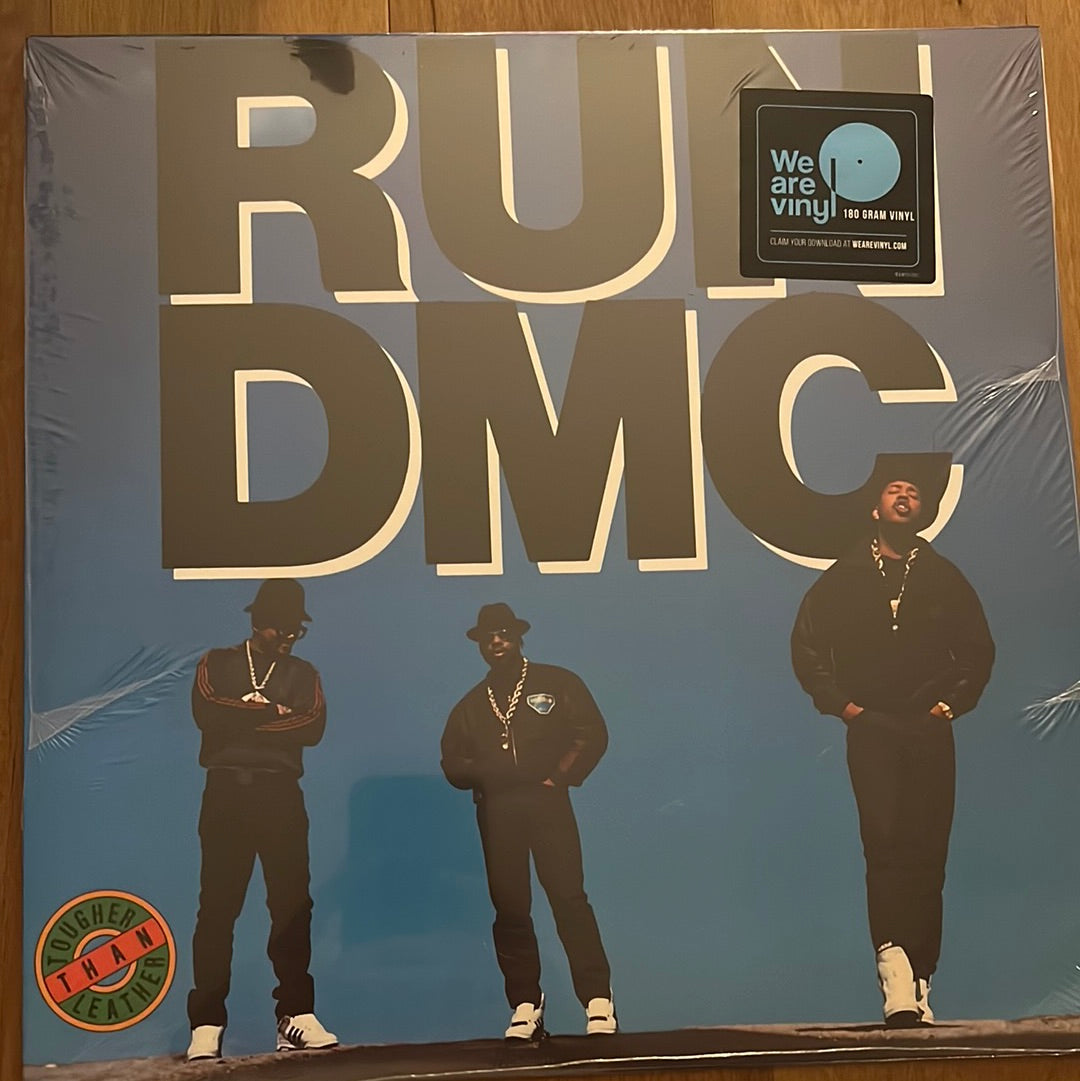 RUN
DMC
We
are
vinyl
180 GRAM VINYL
CLAIM YOUR DOWNLOAD AT WEAREVINYL.COM
TOUGHER
THAN
LEATHER